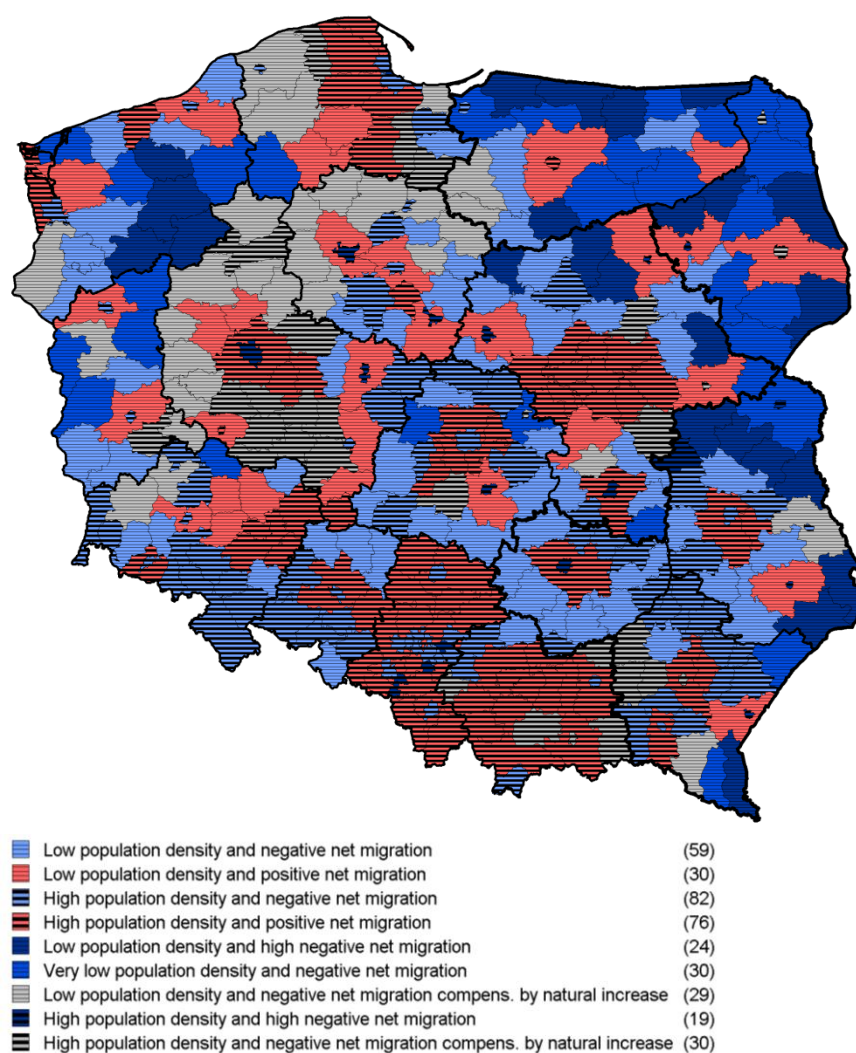 Low population density and negative net migration (59)
Low population density and positive net migration (30)
High population density and negative net migration (82)
High population density and positive net migration (76)
Low population density and high negative net migration (24)
Very low population density and negative net migration (30)
Low population density and negative net migration compens. by natural increase (29)
High population density and high negative net migration (19)
High population density and negative net migration compens. by natural increase (30)